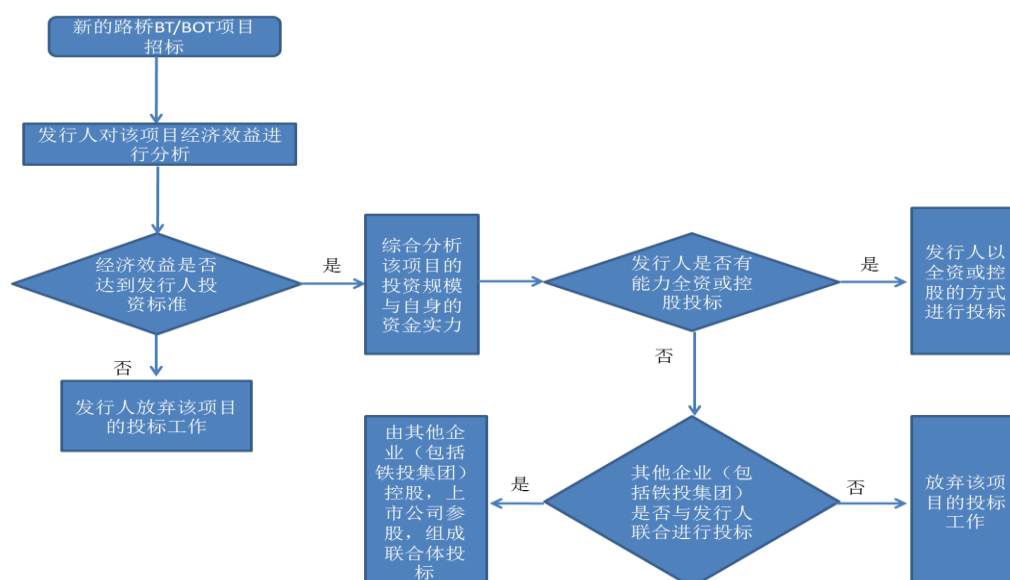 新的路桥BT/BOT项目
招标
发行人对该项目经济效益进
行分析
经济效益是否
达到发行人投
资标准
是
综合分析
该项目的
投资规模
与自身的
资金实力
发行人是否有
能力全资或控
股投标
是
发行人以
全资或控
股的方式
进行投标
否
发行人放弃该项目
的投标工作
否
由其他企
业（包括
铁投集团）
控股，上
市公司参
股，组成
联合体投
标
是
其他企业（包
括铁投集团）
是否与发行人
联合进行投标
否
放弃该项
目的投标
工作